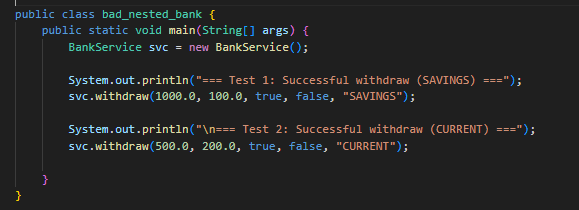 public class bad_nested_bank {
public static void main(String[] args) {
BankService svc = new BankService();
System.out.println("=== Test 1: Successful withdraw (SAVINGS) ===");
svc.withdraw(1000.0, 100.0, true, false, "SAVINGS");
System.out.println("\n=== Test 2: Successful withdraw (CURRENT) ===");
svc.withdraw(500.0, 200.0, true, false, "CURRENT");
}
}